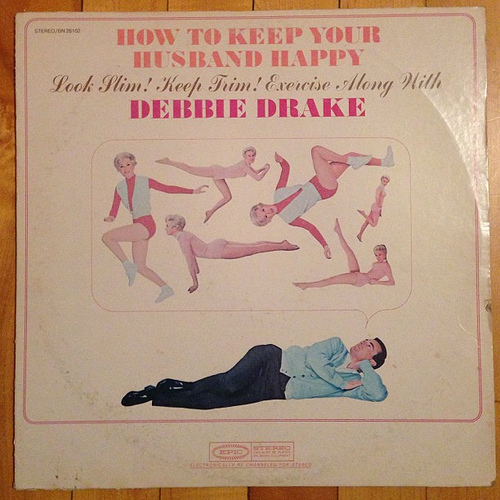 STEREO/BN 26102
HOW TO KEEP YOUR
HUSBAND HAPPY
Look Slim! Keep Trim! Exercise Along With
DEBBIE DRAKE
EPIC
STEREO
ELECTRONICALLY RE-CHANNELED FOR STEREO